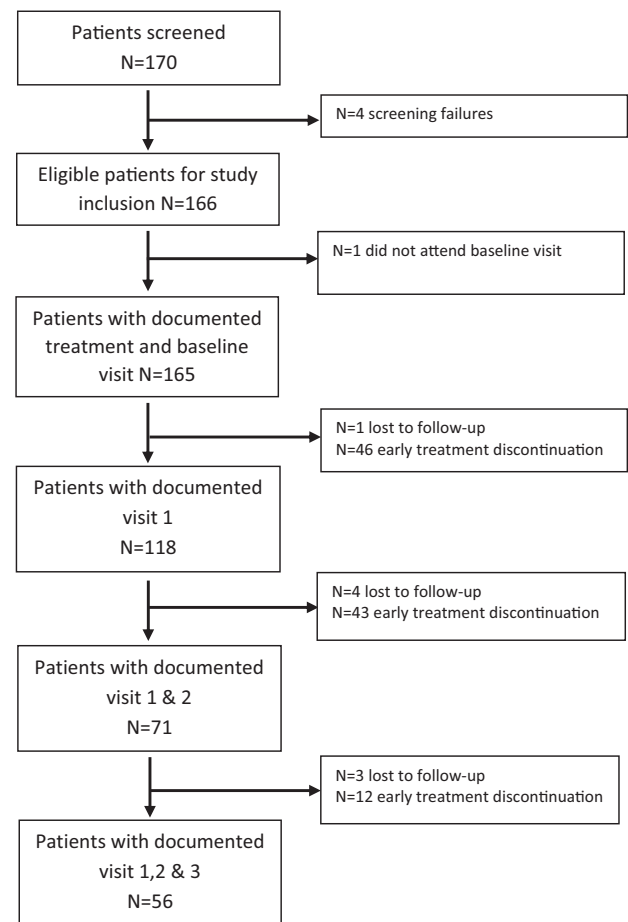 Patients screened
N=170
N=4 screening failures
Eligible patients for study
inclusion N=166
N=1 did not attend baseline visit
Patients with documented
treatment and baseline
visit N=165
N=1 lost to follow-up
N=46 early treatment discontinuation
Patients with documented
visit 1
N=118
N=4 lost to follow-up
N=43 early treatment discontinuation
Patients with documented
visit 1 & 2
N=71
N=3 lost to follow-up
N=12 early treatment discontinuation
Patients with documented
visit 1,2 & 3
N=56